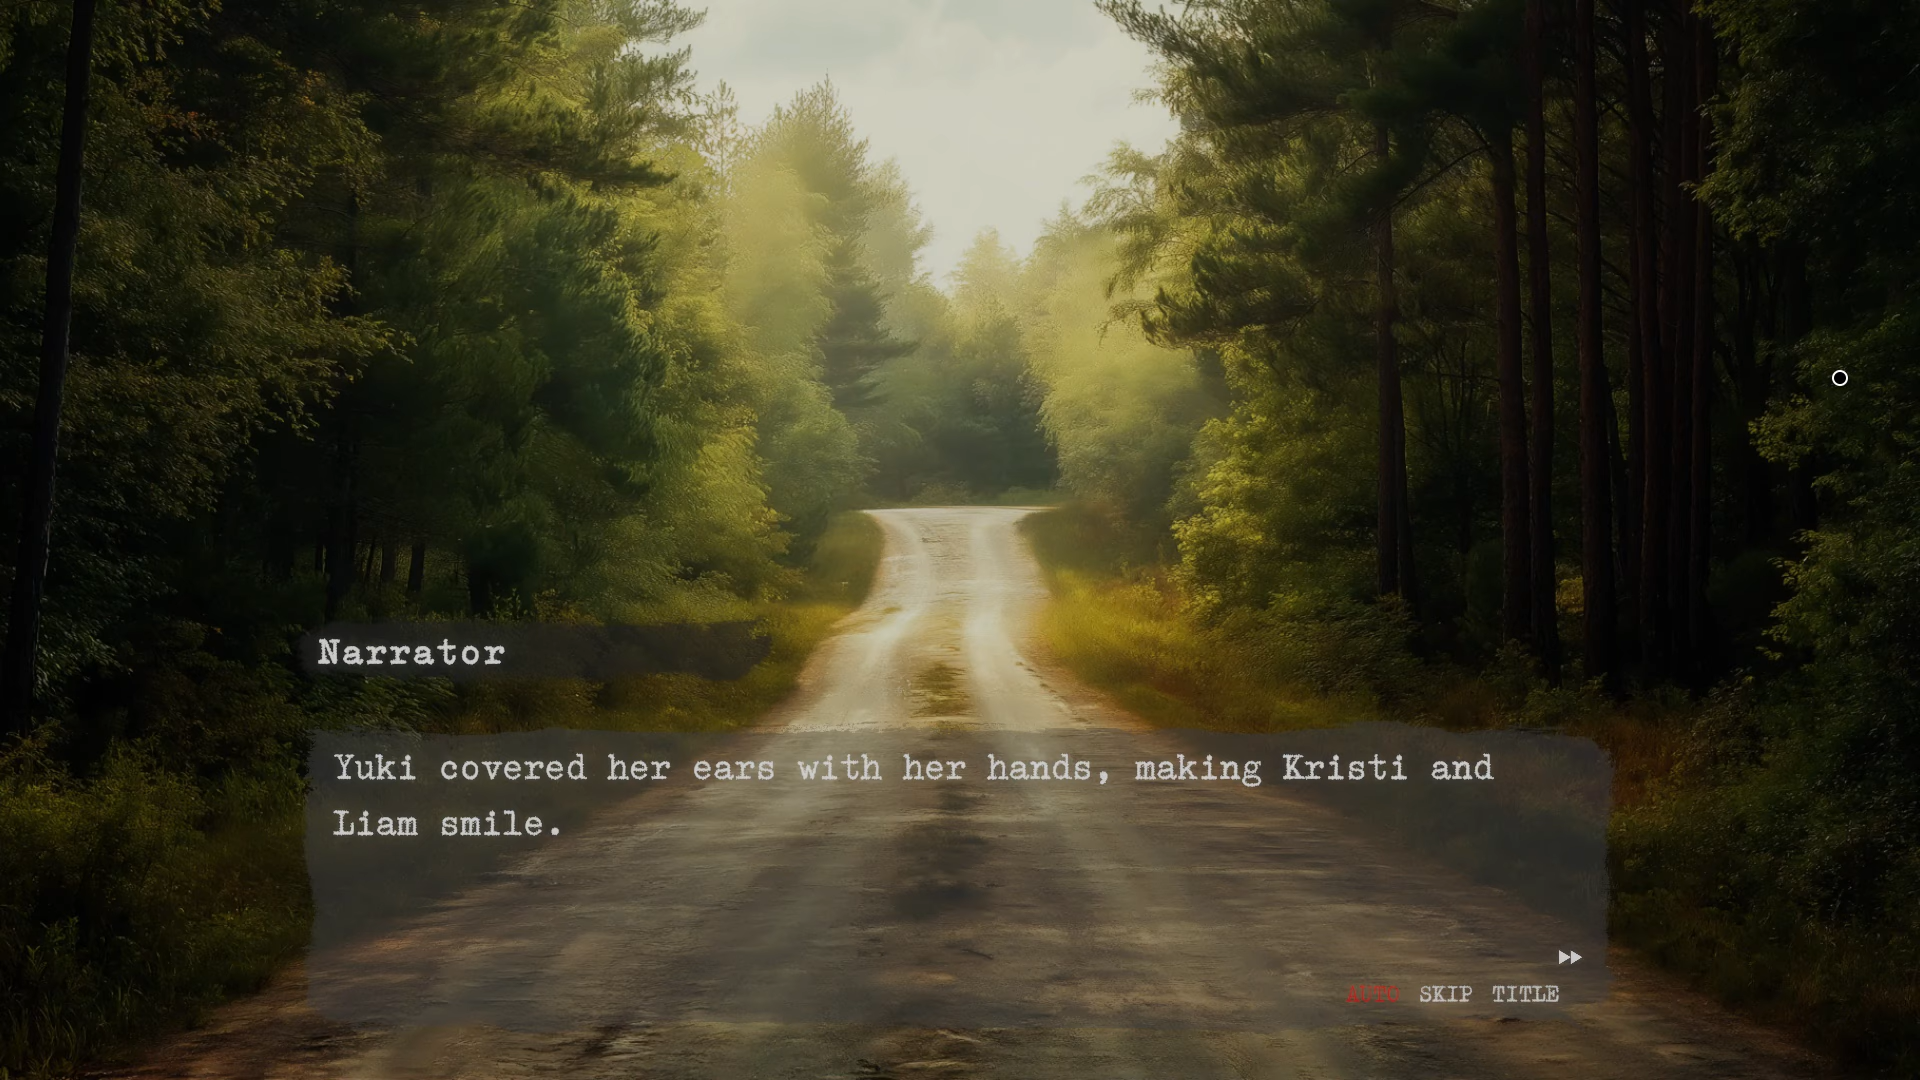 Narrator
Yuki covered her ears with her hands, making Kristi and
Liam smile.
AUTO SKIP TITLE